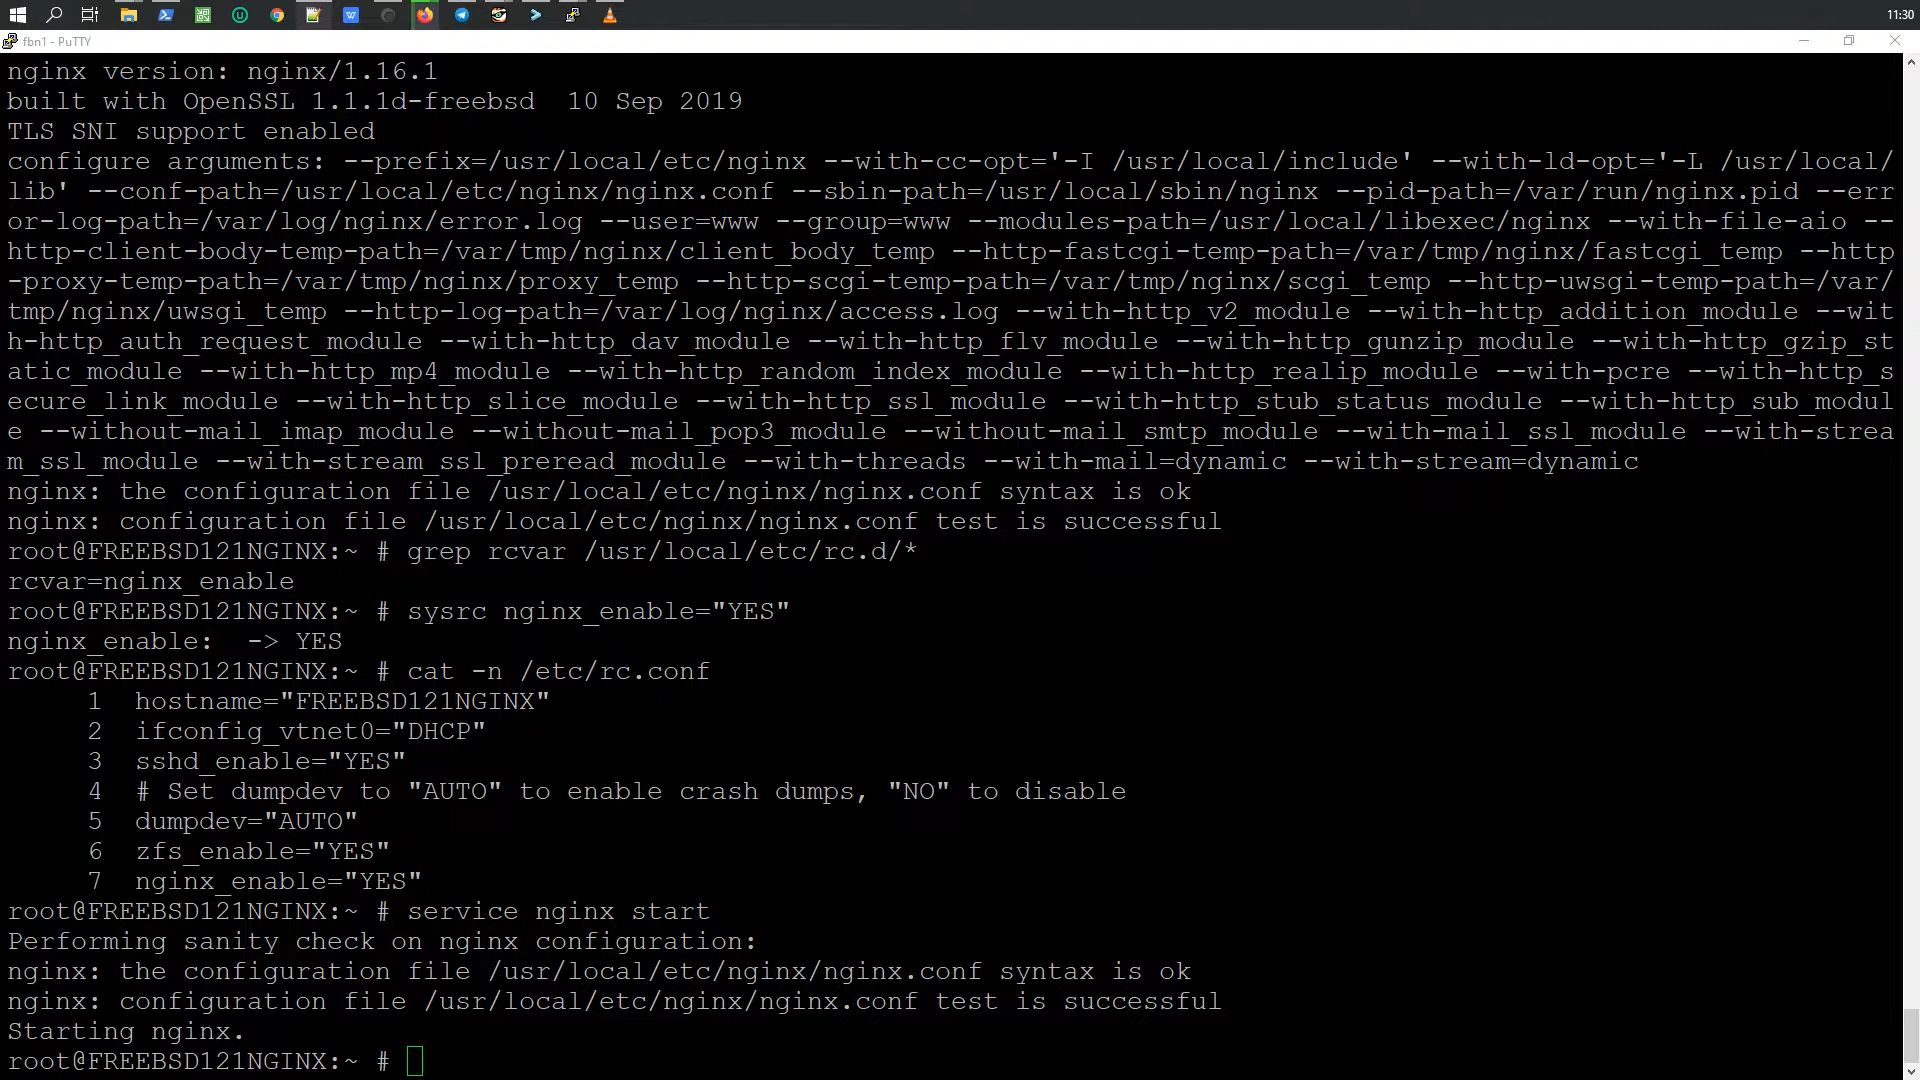 11:30
fbn1 - PuTTY
nginx version: nginx/1.16.1
built with OpenSSL 1.1.1d-freebsd  10 Sep 2019
TLS SNI support enabled
configure arguments: --prefix=/usr/local/etc/nginx --with-cc-opt='-I /usr/local/include' --with-ld-opt='-L /usr/local/
lib' --conf-path=/usr/local/etc/nginx/nginx.conf --sbin-path=/usr/local/sbin/nginx --pid-path=/var/run/nginx.pid --err
or-log-path=/var/log/nginx/error.log --user=www --group=www --modules-path=/usr/local/libexec/nginx --with-file-aio --
http-client-body-temp-path=/var/tmp/nginx/client_body_temp --http-fastcgi-temp-path=/var/tmp/nginx/fastcgi_temp --http
-proxy-temp-path=/var/tmp/nginx/proxy_temp --http-scgi-temp-path=/var/tmp/nginx/scgi_temp --http-uwsgi-temp-path=/var/
tmp/nginx/uwsgi_temp --http-log-path=/var/log/nginx/access.log --with-http_v2_module --with-http_addition_module --wit
h-http_auth_request_module --with-http_dav_module --with-http_flv_module --with-http_gunzip_module --with-http_gzip_st
atic_module --with-http_mp4_module --with-http_random_index_module --with-http_realip_module --with-pcre --with-http_s
ecure_link_module --with-http_slice_module --with-http_ssl_module --with-http_stub_status_module --with-http_sub_modul
e --without-mail_imap_module --without-mail_pop3_module --without-mail_smtp_module --with-mail_ssl_module --with-strea
m_ssl_module --with-stream_ssl_preread_module --with-threads --with-mail=dynamic --with-stream=dynamic
nginx: the configuration file /usr/local/etc/nginx/nginx.conf syntax is ok
nginx: configuration file /usr/local/etc/nginx/nginx.conf test is successful
root@FREEBSD121NGINX:~ # grep rcvar /usr/local/etc/rc.d/*
rcvar=nginx_enable
root@FREEBSD121NGINX:~ # sysrc nginx_enable="YES"
nginx_enable:  -> YES
root@FREEBSD121NGINX:~ # cat -n /etc/rc.conf
1  hostname="FREEBSD121NGINX"
2  ifconfig_vtnet0="DHCP"
3  sshd_enable="YES"
4  # Set dumpdev to "AUTO" to enable crash dumps, "NO" to disable
5  dumpdev="AUTO"
6  zfs_enable="YES"
7  nginx_enable="YES"
root@FREEBSD121NGINX:~ # service nginx start
Performing sanity check on nginx configuration:
nginx: the configuration file /usr/local/etc/nginx/nginx.conf syntax is ok
nginx: configuration file /usr/local/etc/nginx/nginx.conf test is successful
Starting nginx.
root@FREEBSD121NGINX:~ #